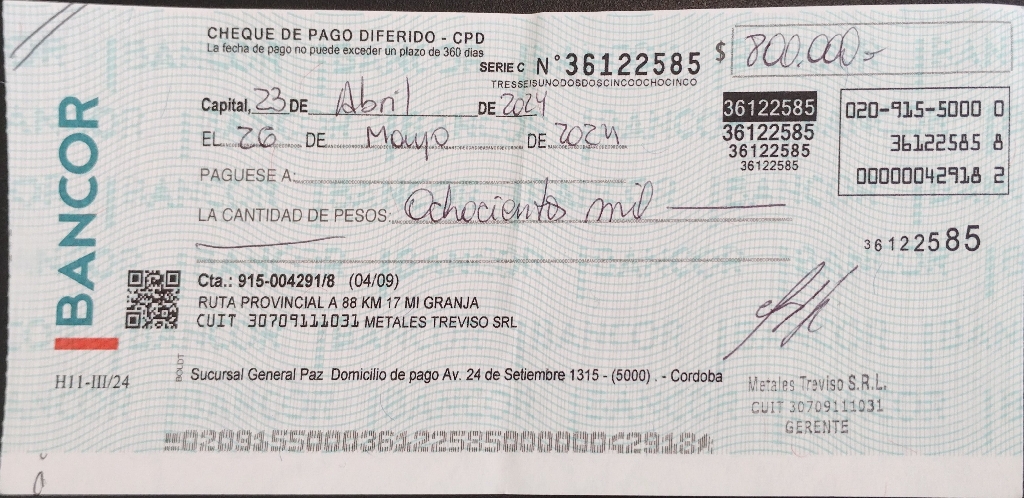 CHEQUE DE PAGO DIFERIDO - CPD
La fecha de pago no puede exceder un plazo de 360 días
SERIE C N°36122585 $ 800.000-
TRESSEISUNODOSDOSCINCOOCHOCINCO
Capital, 23 DE Abril DE 2024
EL 26 DE Mayo DE 2024
36122585
36122585
36122585
36122585
020-915-5000 0
36122585 8
00000042918 2
PAGUESE A:
LA CANTIDAD DE PESOS: Ochocientos mil
36122585
BANCOR
Cta.: 915-004291/8 (04/09)
RUTA PROVINCIAL A 88 KM 17 MI GRANJA
CUIT 30709111031 METALES TREVISO SRL
H11-III/24
BOLDT
Sucursal General Paz Domicilio de pago Av. 24 de Setiembre 1315 - (5000) . - Cordoba
Metales Treviso S.R.L.
CUIT 30709111031
GERENTE